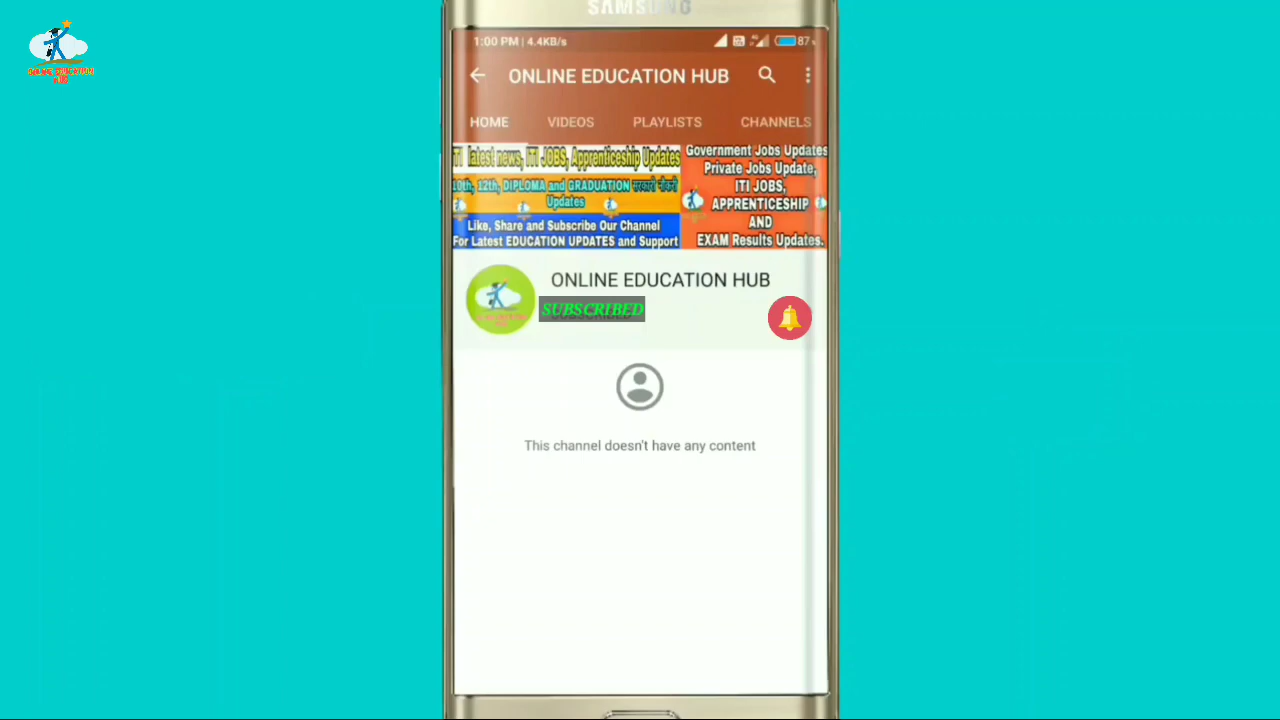 SAMSUNG
1:00 PM | 4.4KB/s
87
ONLINE EDUCATION HUB
HOME VIDEOS PLAYLISTS CHANNELS
ITI latest news, ITI JOBS, Apprenticeship Updates
10th, 12th, DIPLOMA and GRADUATION सरकारी नौकरी
Updates
Like, Share and Subscribe Our Channel
For Latest EDUCATION UPDATES and Support
Government Jobs Updates
Private Jobs Update,
ITI JOBS,
APPRENTICESHIP
AND
EXAM Results Updates.
ONLINE EDUCATION HUB
SUBSCRIBED
This channel doesn't have any content